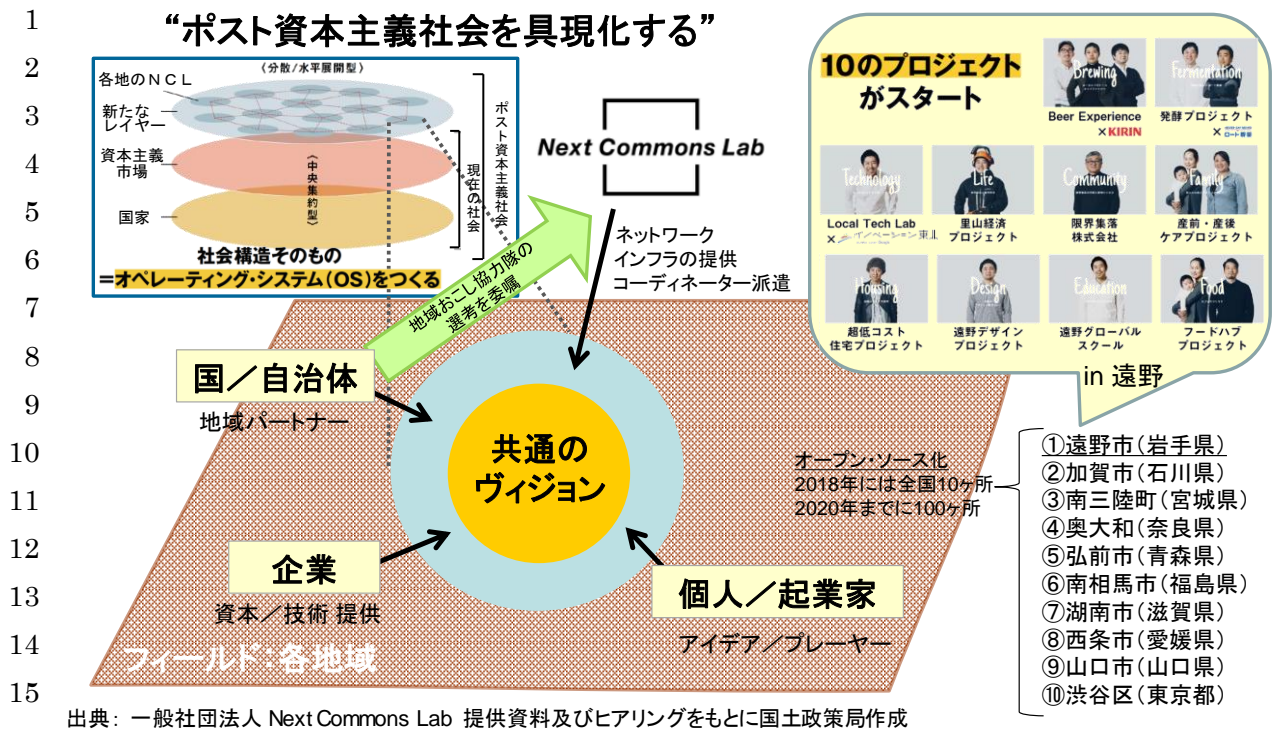 1
2
3
4
5
6
7
8
9
10
11
12
13
14
15
“ポスト資本主義社会を具現化する”
〈分散/水平展開型〉
各地のNCL
新たな
レイヤー
資本主義
市場
国家
〈中央集約型〉
現在の社会
ポスト資本主義社会
社会構造そのもの
=オペレーティング・システム(OS)をつくる
Next Commons Lab
ネットワーク
インフラの提供
コーディネーター派遣
地域おこし協力隊の
選考を委嘱
10のプロジェクト
がスタート
Brewing
Beer Experience
×KIRIN
Fermentation
発酵プロジェクト
×ロート製薬
Technology
Local Tech Lab
×イノベーション東北
Life
里山経済
プロジェクト
Community
限界集落
株式会社
Family
産前・産後
ケアプロジェクト
Housing
超低コスト
住宅プロジェクト
Design
遠野デザイン
プロジェクト
Education
遠野グローバル
スクール
Food
フードハブ
プロジェクト
in 遠野
国/自治体
地域パートナー
共通の
ヴィジョン
企業
資本/技術 提供
個人/起業家
アイデア/プレーヤー
フィールド:各地域
オープン・ソース化
2018年には全国10ヶ所
2020年までに100ヶ所
①遠野市(岩手県)
②加賀市(石川県)
③南三陸町(宮城県)
④奥大和(奈良県)
⑤弘前市(青森県)
⑥南相馬市(福島県)
⑦湖南市(滋賀県)
⑧西条市(愛媛県)
⑨山口市(山口県)
⑩渋谷区(東京都)
出典: 一般社団法人 Next Commons Lab 提供資料及びヒアリングをもとに国土政策局作成